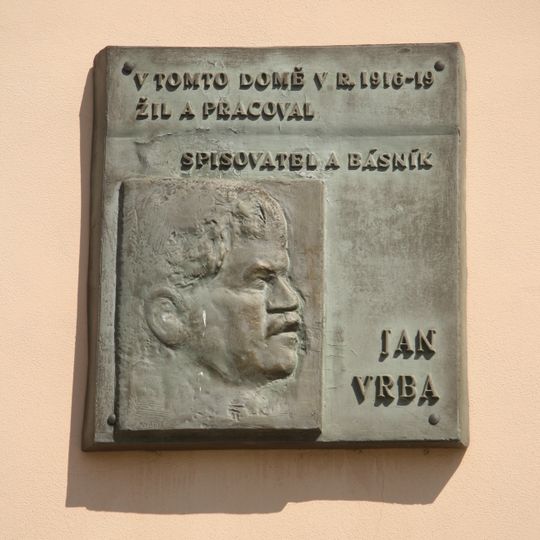 V TOMTO DOMĚ V R. 1916-19
ŽIL A PRACOVAL
SPISOVATEL A BÁSNÍK
JAN
VRBA